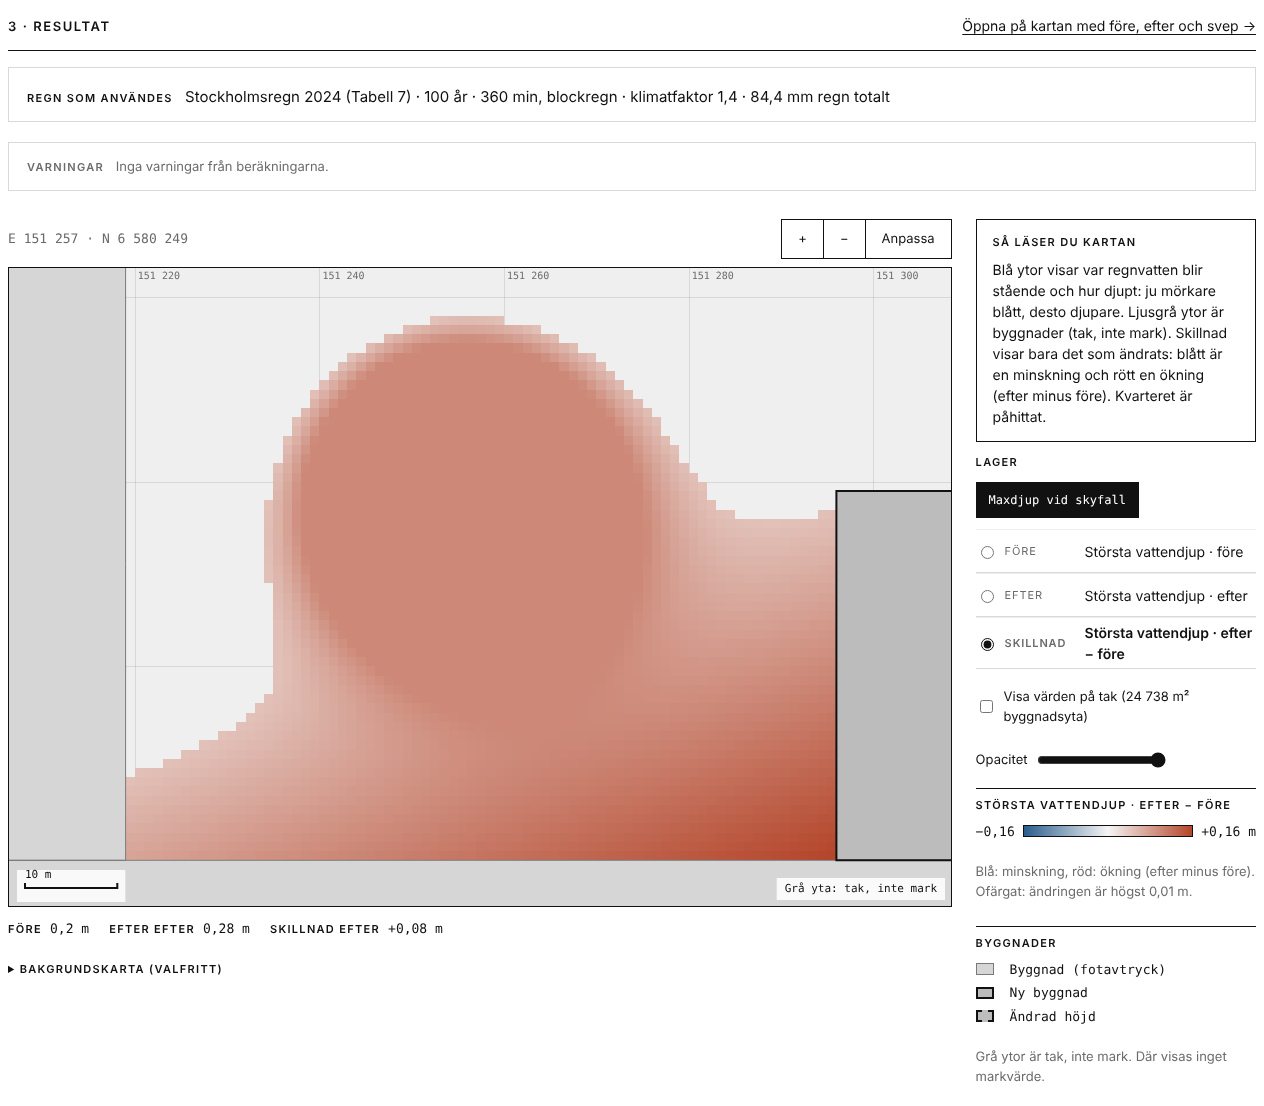 3 · RESULTAT
Öppna på kartan med före, efter och svep →
REGN SOM ANVÄNDES Stockholmsregn 2024 (Tabell 7) · 100 år · 360 min, blockregn · klimatfaktor 1,4 · 84,4 mm regn totalt
VARNINGAR Inga varningar från beräkningarna.
E 151 257 · N 6 580 249
+ − Anpassa
151 220 151 240 151 260 151 280 151 300
10 m
Grå yta: tak, inte mark
FÖRE 0,2 m EFTER EFTER 0,28 m SKILLNAD EFTER +0,08 m
▶ BAKGRUNDSKARTA (VALFRITT)
SÅ LÄSER DU KARTAN
Blå ytor visar var regnvatten blir
stående och hur djupt: ju mörkare
blått, desto djupare. Ljusgrå ytor är
byggnader (tak, inte mark). Skillnad
visar bara det som ändrats: blått är
en minskning och rött en ökning
(efter minus före). Kvarteret är
påhittat.
LAGER
Maxdjup vid skyfall
FÖRE Största vattendjup · före
EFTER Största vattendjup · efter
SKILLNAD Största vattendjup · efter
– före
Visa värden på tak (24 738 m²
byggnadsyta)
Opacitet
STÖRSTA VATTENDJUP · EFTER – FÖRE
−0,16 +0,16 m
Blå: minskning, röd: ökning (efter minus före).
Ofärgat: ändringen är högst 0,01 m.
BYGGNADER
Byggnad (fotavtryck)
Ny byggnad
Ändrad höjd
Grå ytor är tak, inte mark. Där visas inget
markvärde.